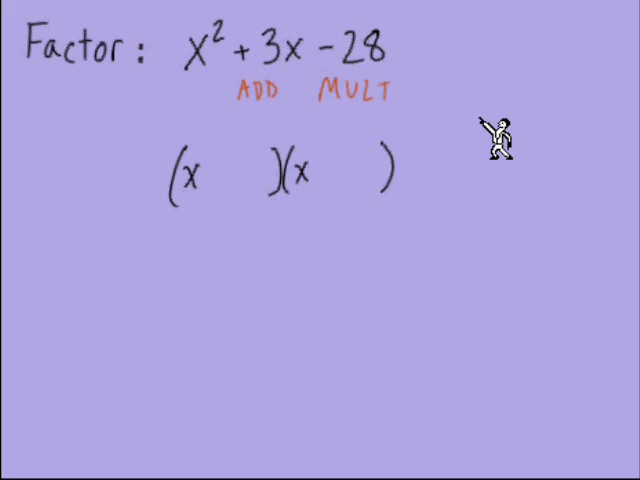 Factor: x² + 3x - 28
ADD MULT
(x )(x )